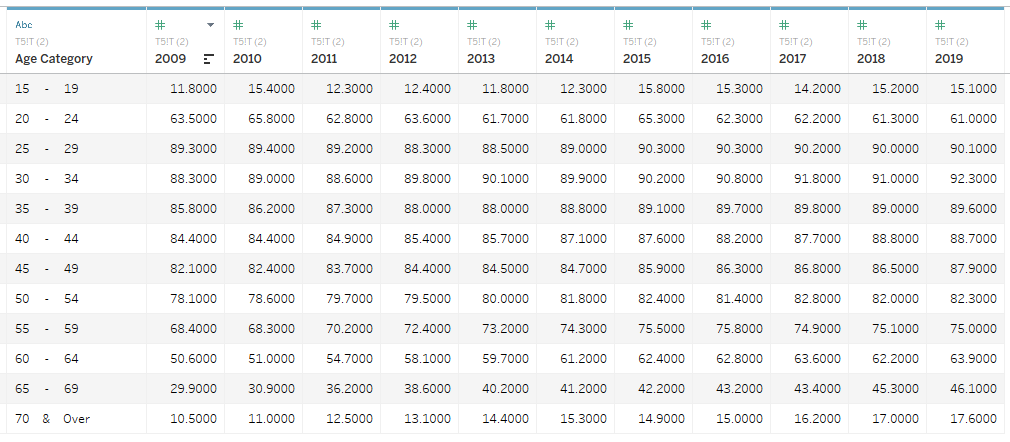 Abc # # # # # # # # # # #
T5!T (2) T5!T (2) T5!T (2) T5!T (2) T5!T (2) T5!T (2) T5!T (2) T5!T (2) T5!T (2) T5!T (2) T5!T (2) T5!T (2)
Age Category 2009 2010 2011 2012 2013 2014 2015 2016 2017 2018 2019
15 - 19 11.8000 15.4000 12.3000 12.4000 11.8000 12.3000 15.8000 15.3000 14.2000 15.2000 15.1000
20 - 24 63.5000 65.8000 62.8000 63.6000 61.7000 61.8000 65.3000 62.3000 62.2000 61.3000 61.0000
25 - 29 89.3000 89.4000 89.2000 88.3000 88.5000 89.0000 90.3000 90.3000 90.2000 90.0000 90.1000
30 - 34 88.3000 89.0000 88.6000 89.8000 90.1000 89.9000 90.2000 90.8000 91.8000 91.0000 92.3000
35 - 39 85.8000 86.2000 87.3000 88.0000 88.0000 88.8000 89.1000 89.7000 89.8000 89.0000 89.6000
40 - 44 84.4000 84.4000 84.9000 85.4000 85.7000 87.1000 87.6000 88.2000 87.7000 88.8000 88.7000
45 - 49 82.1000 82.4000 83.7000 84.4000 84.5000 84.7000 85.9000 86.3000 86.8000 86.5000 87.9000
50 - 54 78.1000 78.6000 79.7000 79.5000 80.0000 81.8000 82.4000 81.4000 82.8000 82.0000 82.3000
55 - 59 68.4000 68.3000 70.2000 72.4000 73.2000 74.3000 75.5000 75.8000 74.9000 75.1000 75.0000
60 - 64 50.6000 51.0000 54.7000 58.1000 59.7000 61.2000 62.4000 62.8000 63.6000 62.2000 63.9000
65 - 69 29.9000 30.9000 36.2000 38.6000 40.2000 41.2000 42.2000 43.2000 43.4000 45.3000 46.1000
70 & Over 10.5000 11.0000 12.5000 13.1000 14.4000 15.3000 14.9000 15.0000 16.2000 17.0000 17.6000